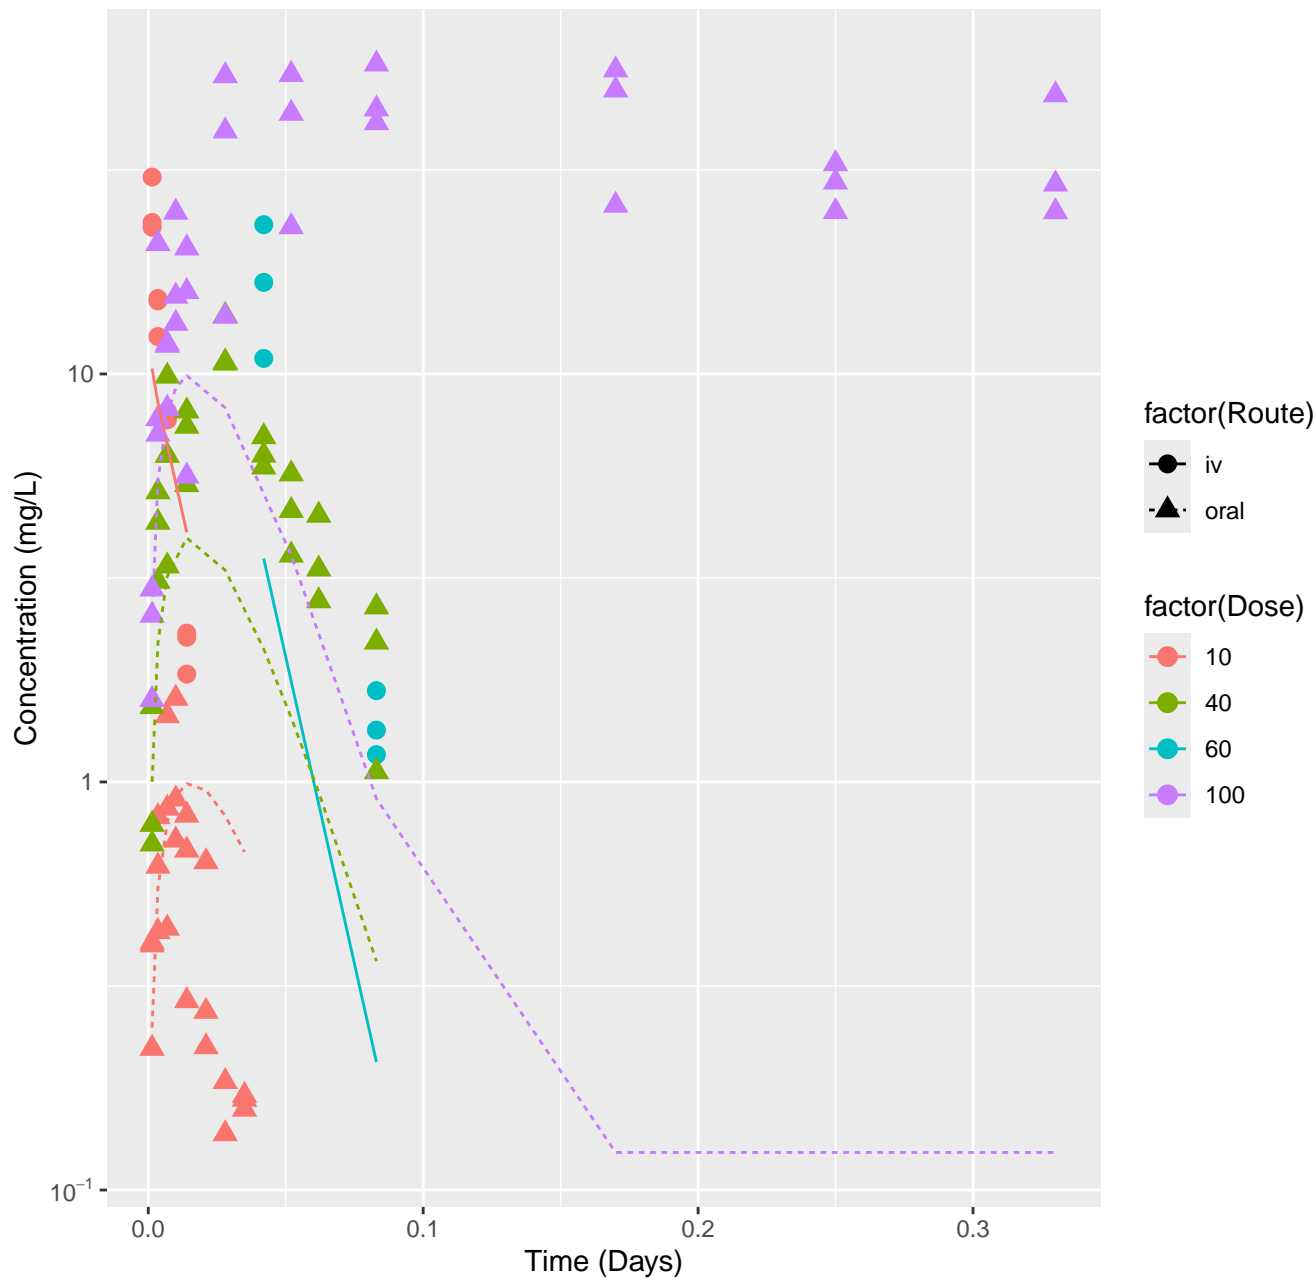 10
1
10⁻¹
0.0
0.1
0.2
0.3
Time (Days)
Concentration (mg/L)
factor(Route)
iv
oral
factor(Dose)
10
40
60
100